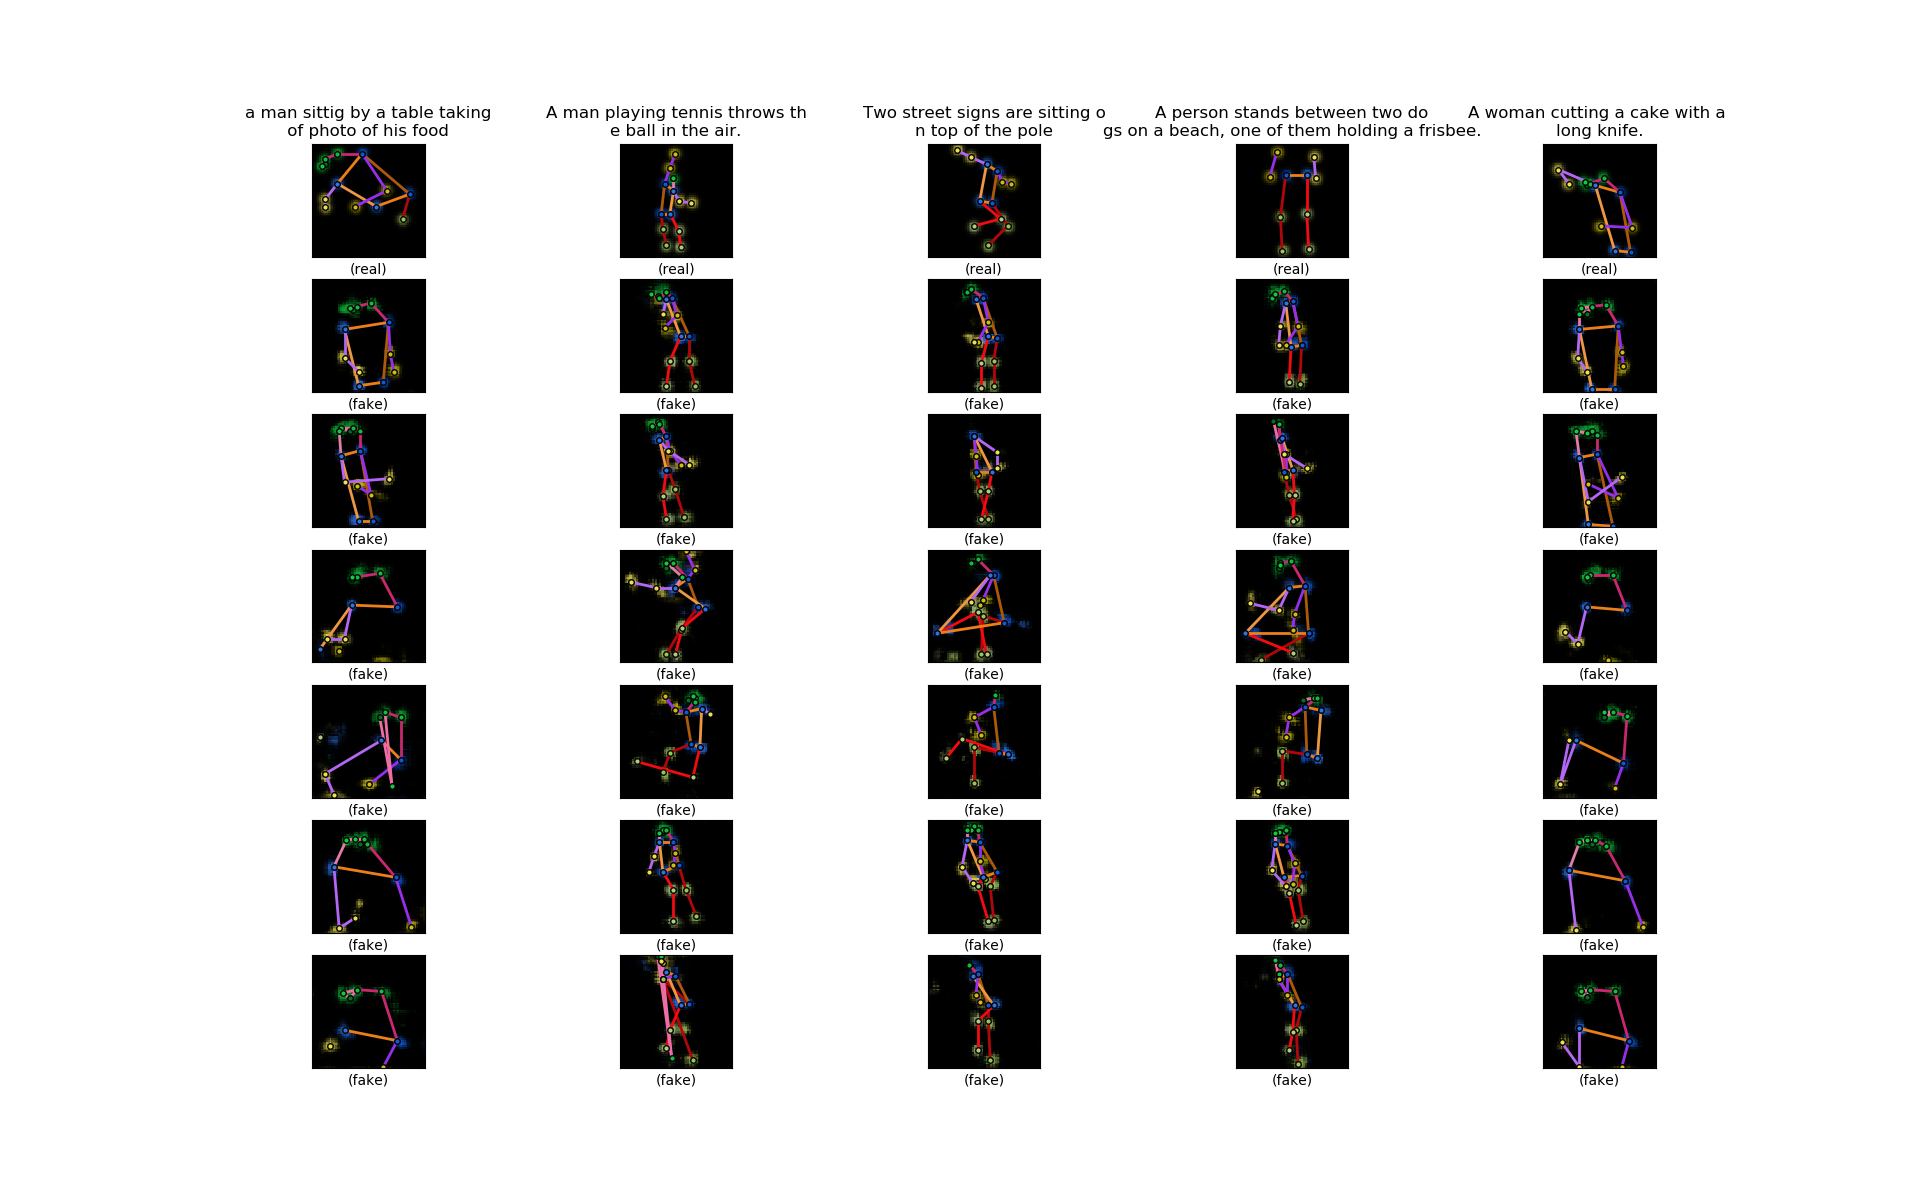 a man sittig by a table taking
of photo of his food
A man playing tennis throws th
e ball in the air.
Two street signs are sitting o
n top of the pole
A person stands between two do
gs on a beach, one of them holding a frisbee.
A woman cutting a cake with a
long knife.
(real) (real) (real) (real) (real)
(fake) (fake) (fake) (fake) (fake)
(fake) (fake) (fake) (fake) (fake)
(fake) (fake) (fake) (fake) (fake)
(fake) (fake) (fake) (fake) (fake)
(fake) (fake) (fake) (fake) (fake)
(fake) (fake) (fake) (fake) (fake)